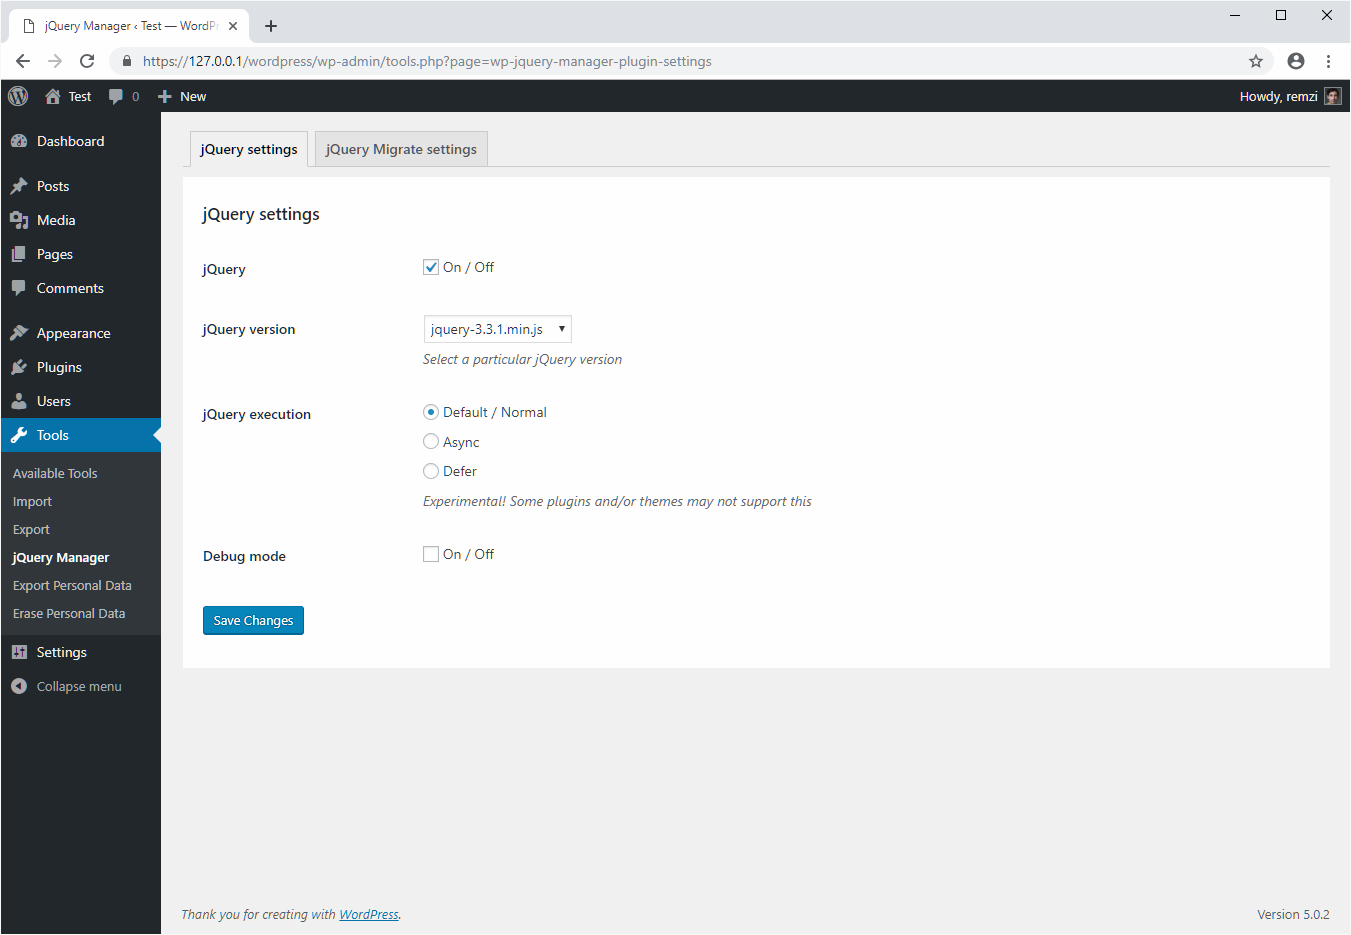 jQuery Manager ‹ Test — WordPr
https://127.0.0.1/wordpress/wp-admin/tools.php?page=wp-jquery-manager-plugin-settings
Test 0 New Howdy, remzi
Dashboard
Posts
Media
Pages
Comments
Appearance
Plugins
Users
Tools
Available Tools
Import
Export
jQuery Manager
Export Personal Data
Erase Personal Data
Settings
Collapse menu
jQuery settings jQuery Migrate settings
jQuery settings
jQuery On / Off
jQuery version jquery-3.3.1.min.js
Select a particular jQuery version
jQuery execution Default / Normal
Async
Defer
Experimental! Some plugins and/or themes may not support this
Debug mode On / Off
Save Changes
Thank you for creating with WordPress. Version 5.0.2